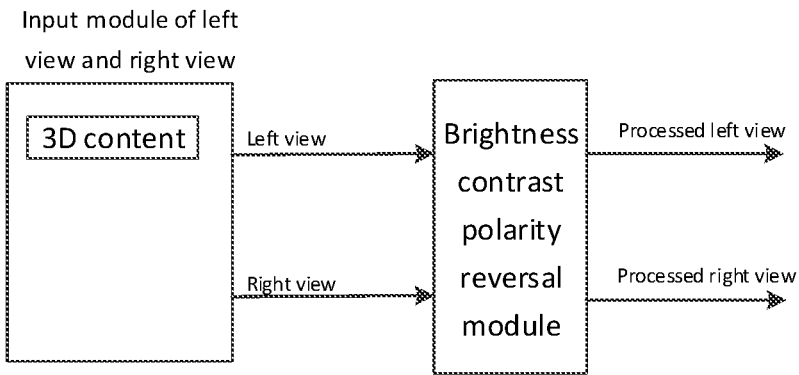 Input module of left
view and right view
3D content
Left view
Right view
Brightness
contrast
polarity
reversal
module
Processed left view
Processed right view